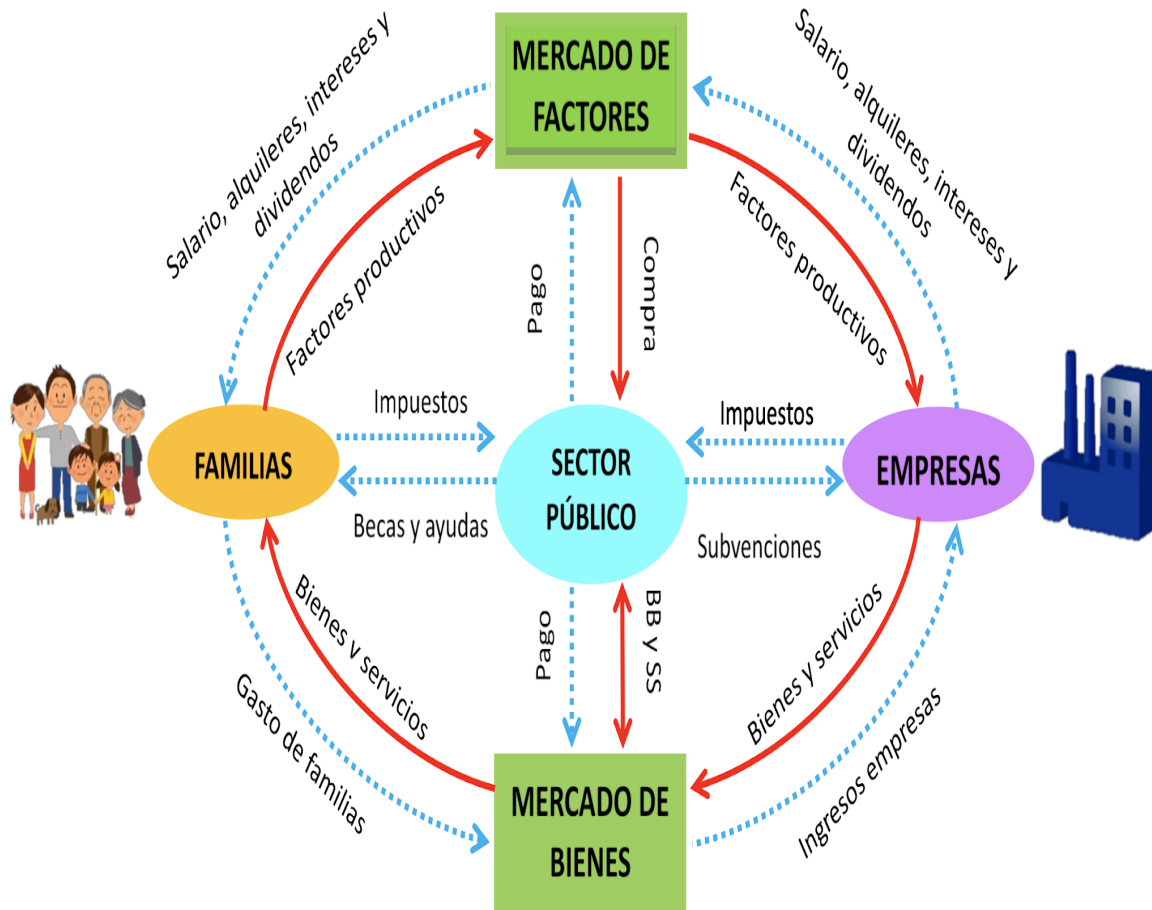 MERCADO DE
FACTORES
Salario, alquileres, intereses y
dividendos
Salario, alquileres, intereses y
dividendos
Factores productivos
Factores productivos
Pago
Compra
Impuestos
Impuestos
FAMILIAS
SECTOR
PÚBLICO
EMPRESAS
Becas y ayudas
Subvenciones
Bienes y servicios
Pago
BB y SS
Bienes y servicios
Gasto de familias
Ingresos empresas
MERCADO DE
BIENES